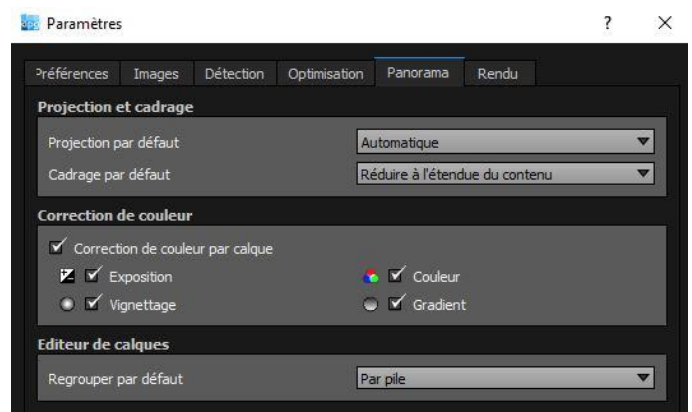 Paramètres ? X
Préférences Images Détection Optimisation Panorama Rendu
Projection et cadrage
Projection par défaut Automatique
Cadrage par défaut Réduire à l'étendue du contenu
Correction de couleur
Correction de couleur par calque
Exposition Couleur
Vignettage Gradient
Editeur de calques
Regrouper par défaut Par pile